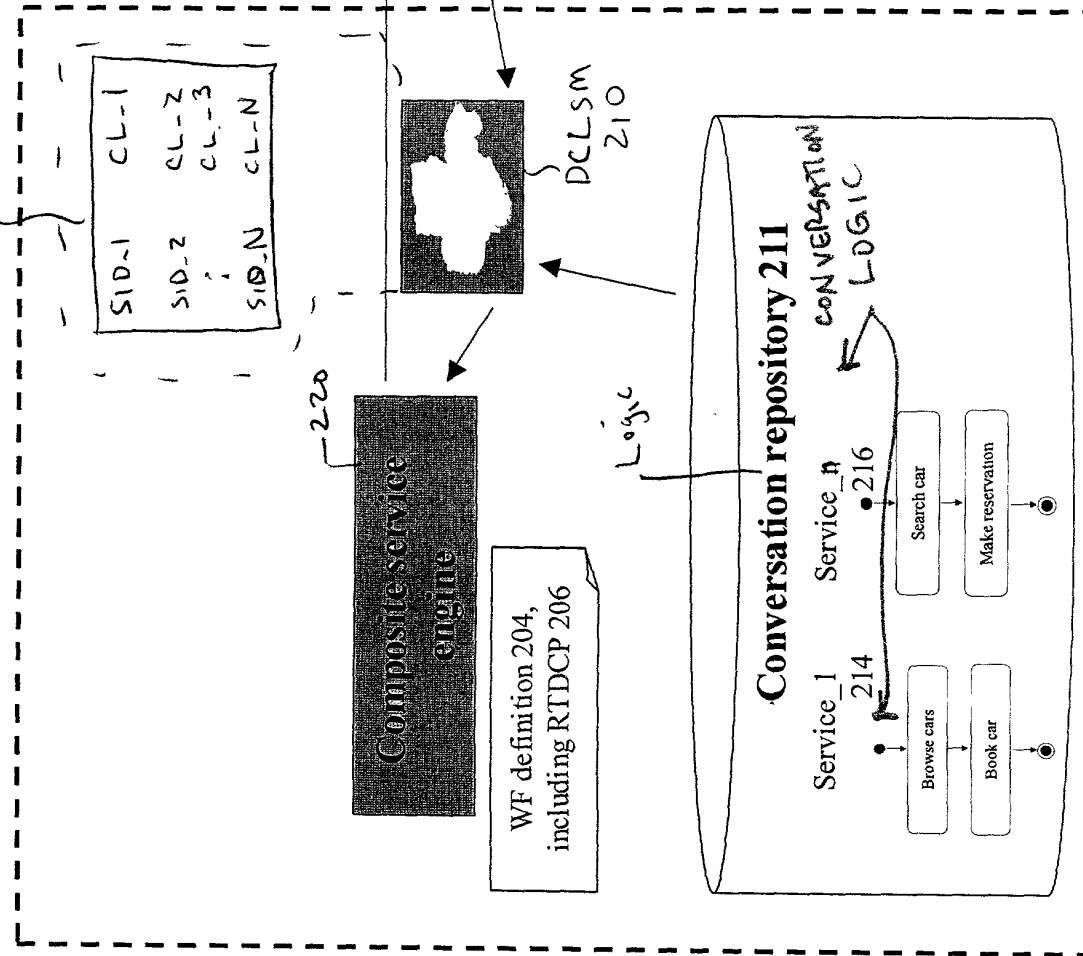 SID_1 CL_1
SID_2 CL_2
CL_3
SID_N CL_N
220
Composite service
engine
DCLSM
210
WF definition 204,
including RTDCP 206
Logic
Conversation repository 211
CONVERSATION
LOGIC
Service_1
214
Browse cars
Book car
Service_n
216
Search car
Make reservation